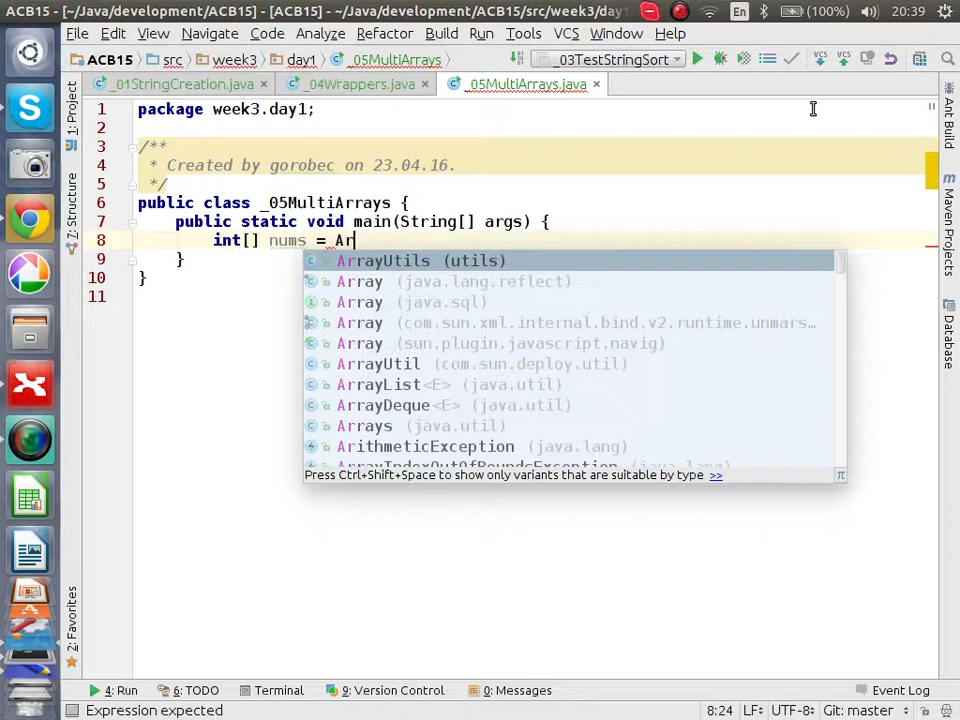 ACB15 - [~/Java/development/ACB15] - [ACB15] - ~/Java/development/ACB15/src/week3/day1
En (100%) 20:39
File Edit View Navigate Code Analyze Refactor Build Run Tools VCS Window Help
ACB15 src week3 day1 _05MultiArrays _03TestStringSort VCS VCS
_01StringCreation.java _04Wrappers.java _05MultiArrays.java
1: Project
7: Structure
2: Favorites
1 package week3.day1;
2
3 /**
4 * Created by gorobec on 23.04.16.
5 */
6 public class _05MultiArrays {
7 public static void main(String[] args) {
8 int[] nums = Ar
9 }
10 }
11
ArrayUtils (utils)
Array (java.lang.reflect)
Array (java.sql)
Array (com.sun.xml.internal.bind.v2.runtime.unmars...
Array (sun.plugin.javascript.navig)
ArrayUtil (com.sun.deploy.util)
ArrayList<E> (java.util)
ArrayDeque<E> (java.util)
Arrays (java.util)
ArithmeticException (java.lang)
ArrayIndexOutOfBoundsException (java.lang)
Press Ctrl+Shift+Space to show only variants that are suitable by type >> π
Ant Build
Maven Projects
Database
4: Run 6: TODO Terminal 9: Version Control 0: Messages Event Log
Expression expected 8:24 LF÷ UTF-8÷ Git: master÷